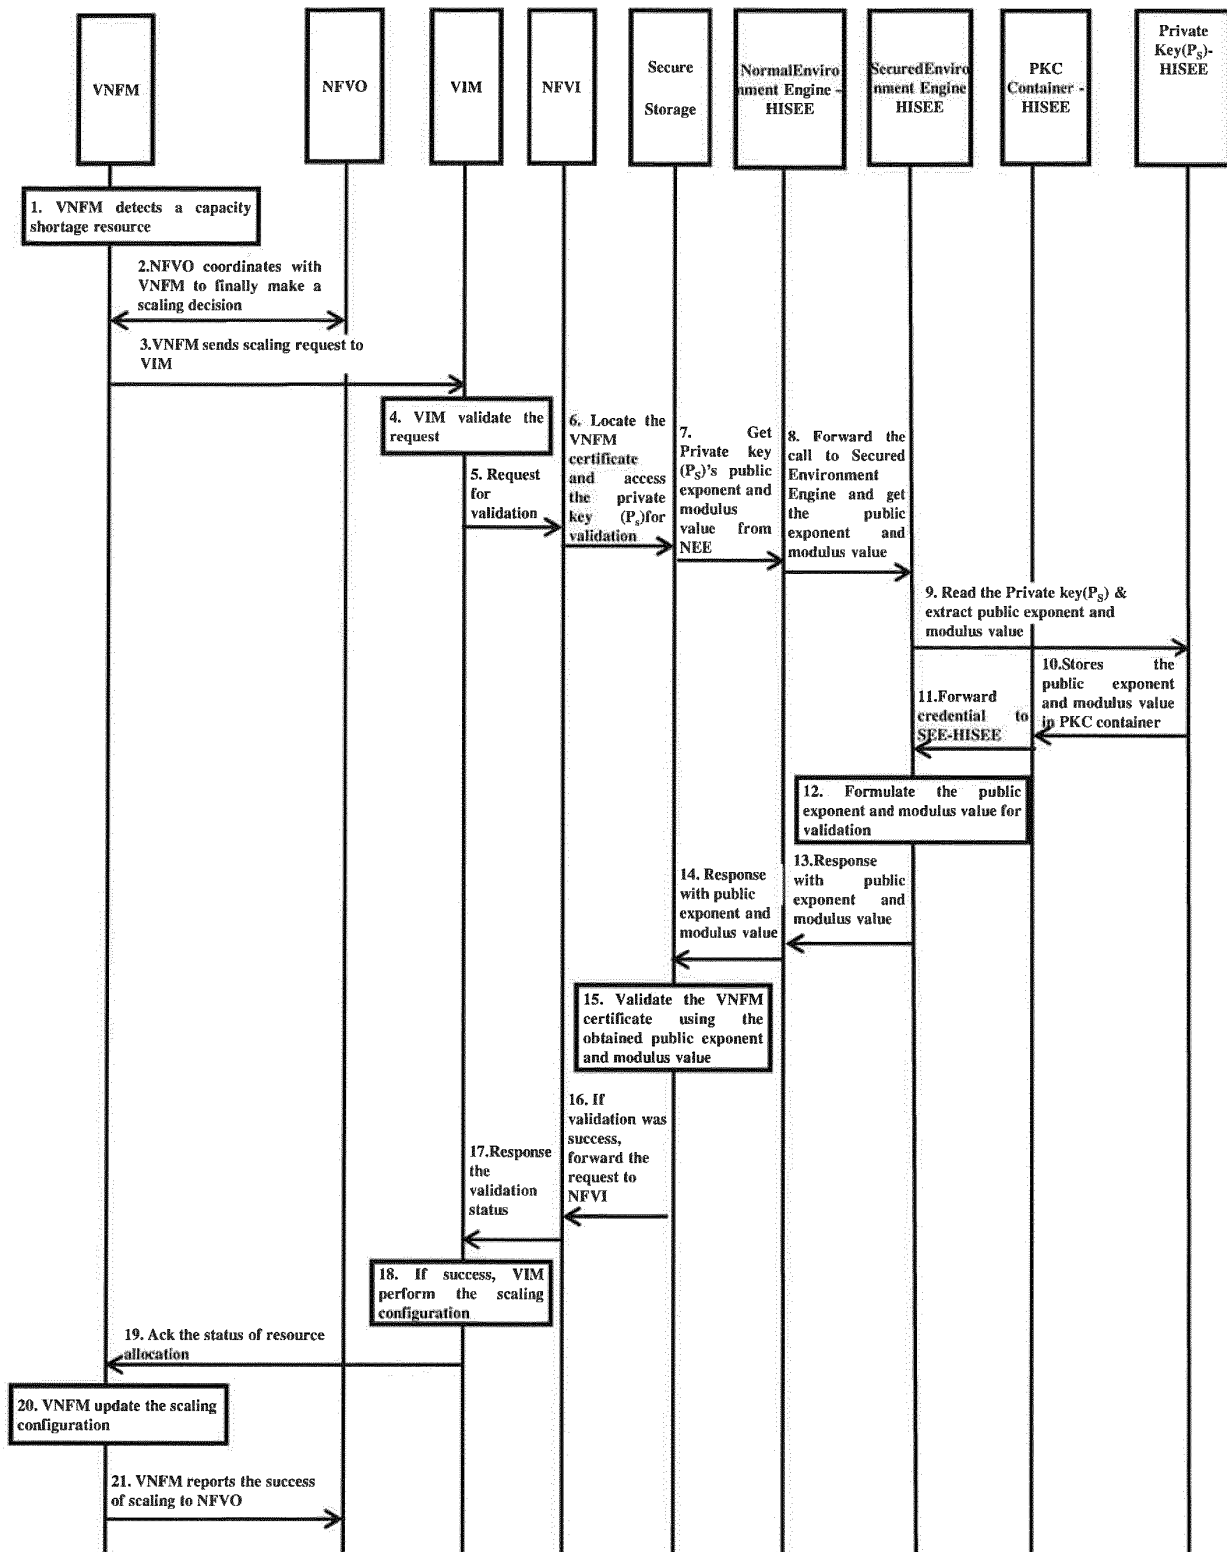 VNFM
NFVO
VIM
NFVI
Secure
Storage
NormalEnviro
nment Engine -
HISEE
SecuredEnviro
nment Engine
HISEE
PKC
Container -
HISEE
Private
Key(PS)-
HISEE
1. VNFM detects a capacity
shortage resource
2.NFVO coordinates with
VNFM to finally make a
scaling decision
3.VNFM sends scaling request to
VIM
4. VIM validate the
request
5. Request
for
validation
6. Locate the
VNFM
certificate
and access
the private
key (Ps)for
validation
7. Get
Private key
(PS)'s public
exponent and
modulus
value from
NEE
8. Forward the
call to Secured
Environment
Engine and get
the public
exponent and
modulus value
9. Read the Private key(PS) &
extract public exponent and
modulus value
10.Stores the
public exponent
and modulus value
in PKC container
11.Forward
credential to
SEE-HISEE
12. Formulate the public
exponent and modulus value for
validation
13.Response
with public
exponent and
modulus value
14. Response
with public
exponent and
modulus value
15. Validate the VNFM
certificate using the
obtained public exponent
and modulus value
16. If
validation was
success,
forward the
request to
NFVI
17.Response
the
validation
status
18. If success, VIM
perform the scaling
configuration
19. Ack the status of resource
allocation
20. VNFM update the scaling
configuration
21. VNFM reports the success
of scaling to NFVO